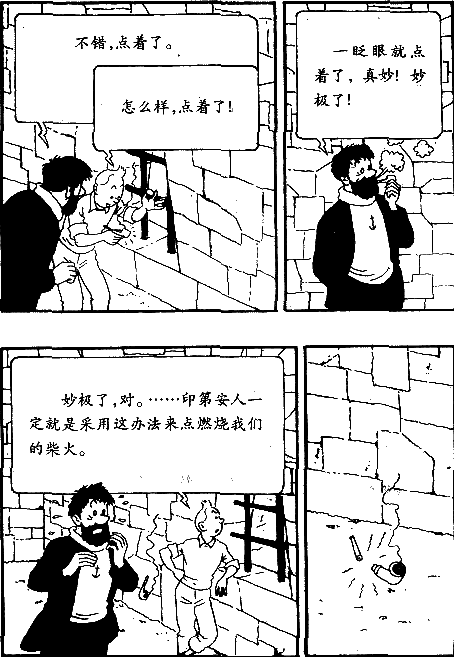 不错,点着了。
怎么样,点着了!
一眨眼就点
着了,真妙!妙
极了!
妙极了,对。……印第安人一
定就是采用这办法来点燃烧我们
的柴火。